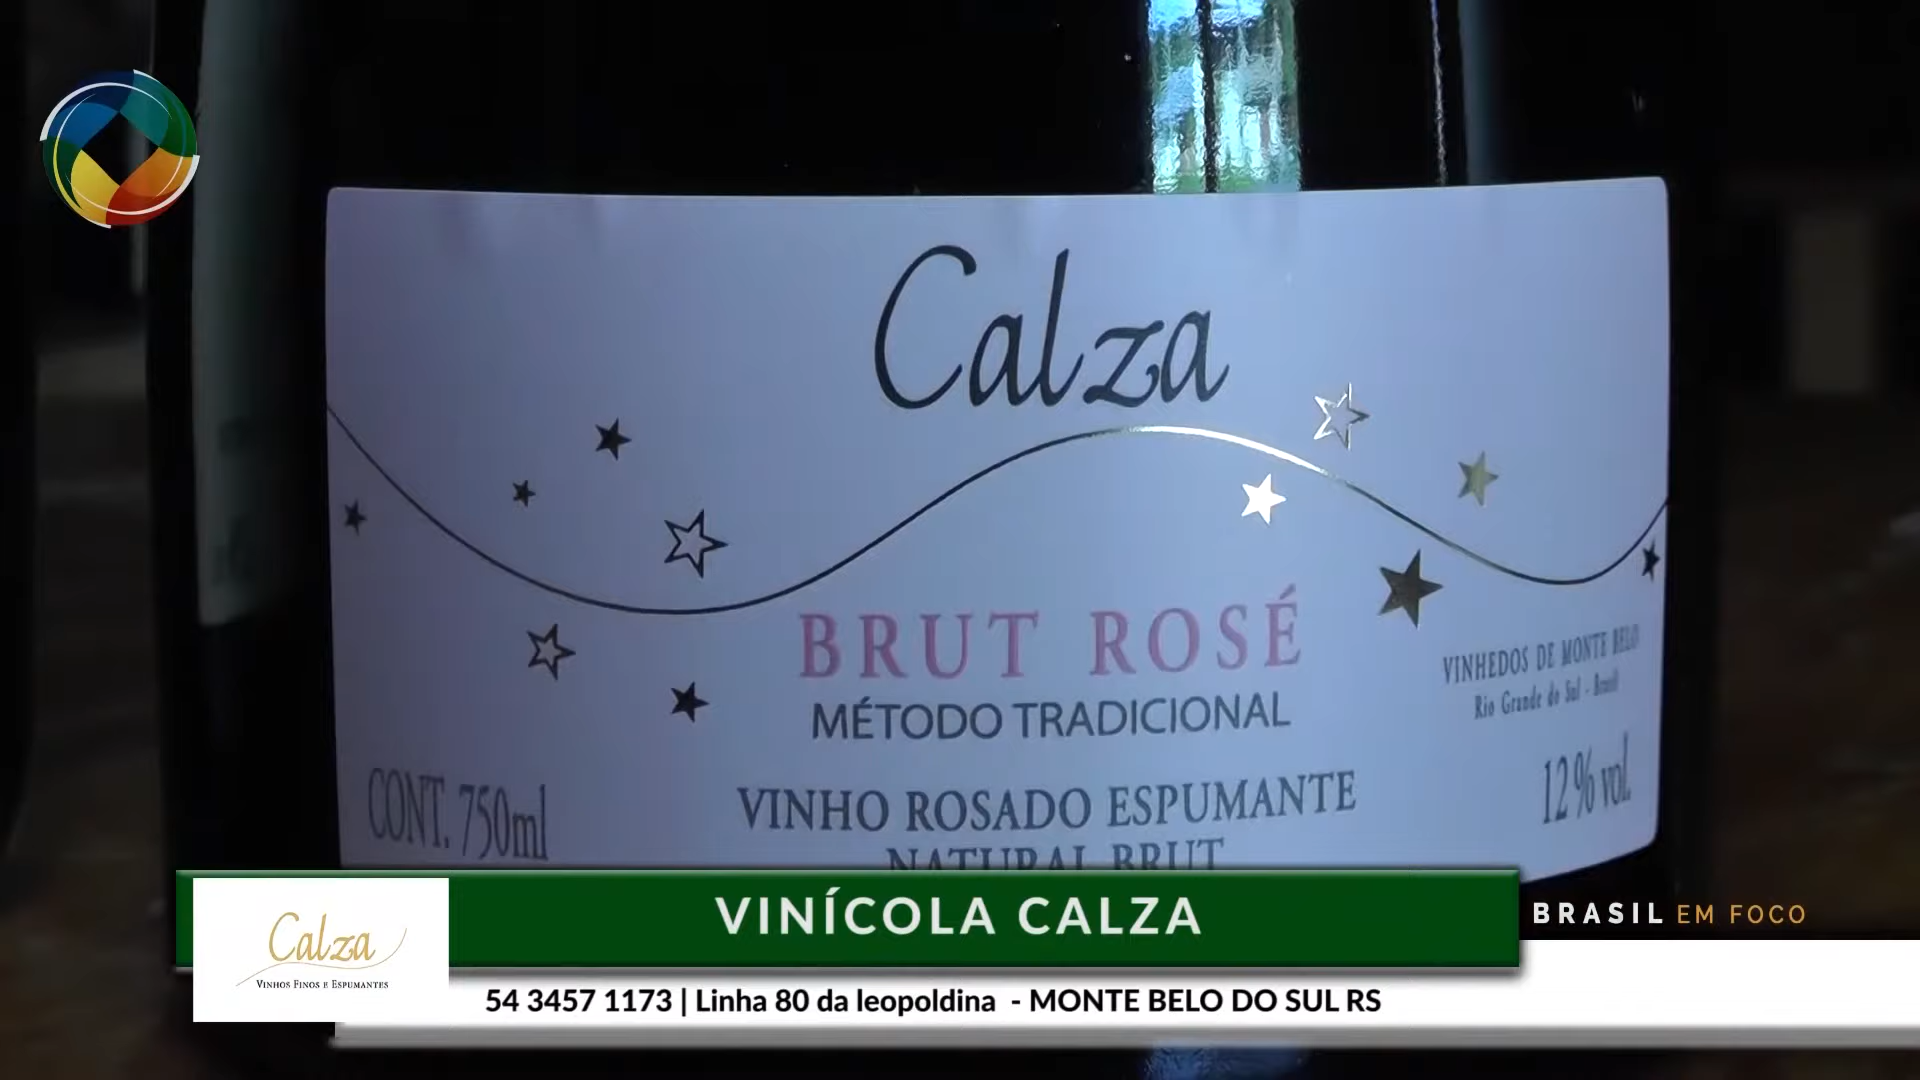 Calza
BRUT ROSÉ
MÉTODO TRADICIONAL
VINHEDOS DE MONTE BELO
Rio Grande do Sul - Brasil
CONT. 750ml
VINHO ROSADO ESPUMANTE
12% vol.
NATURAL BRUT
VINÍCOLA CALZA
BRASIL EM FOCO
Calza
VINHOS FINOS E ESPUMANTES
54 3457 1173 | Linha 80 da leopoldina - MONTE BELO DO SUL RS